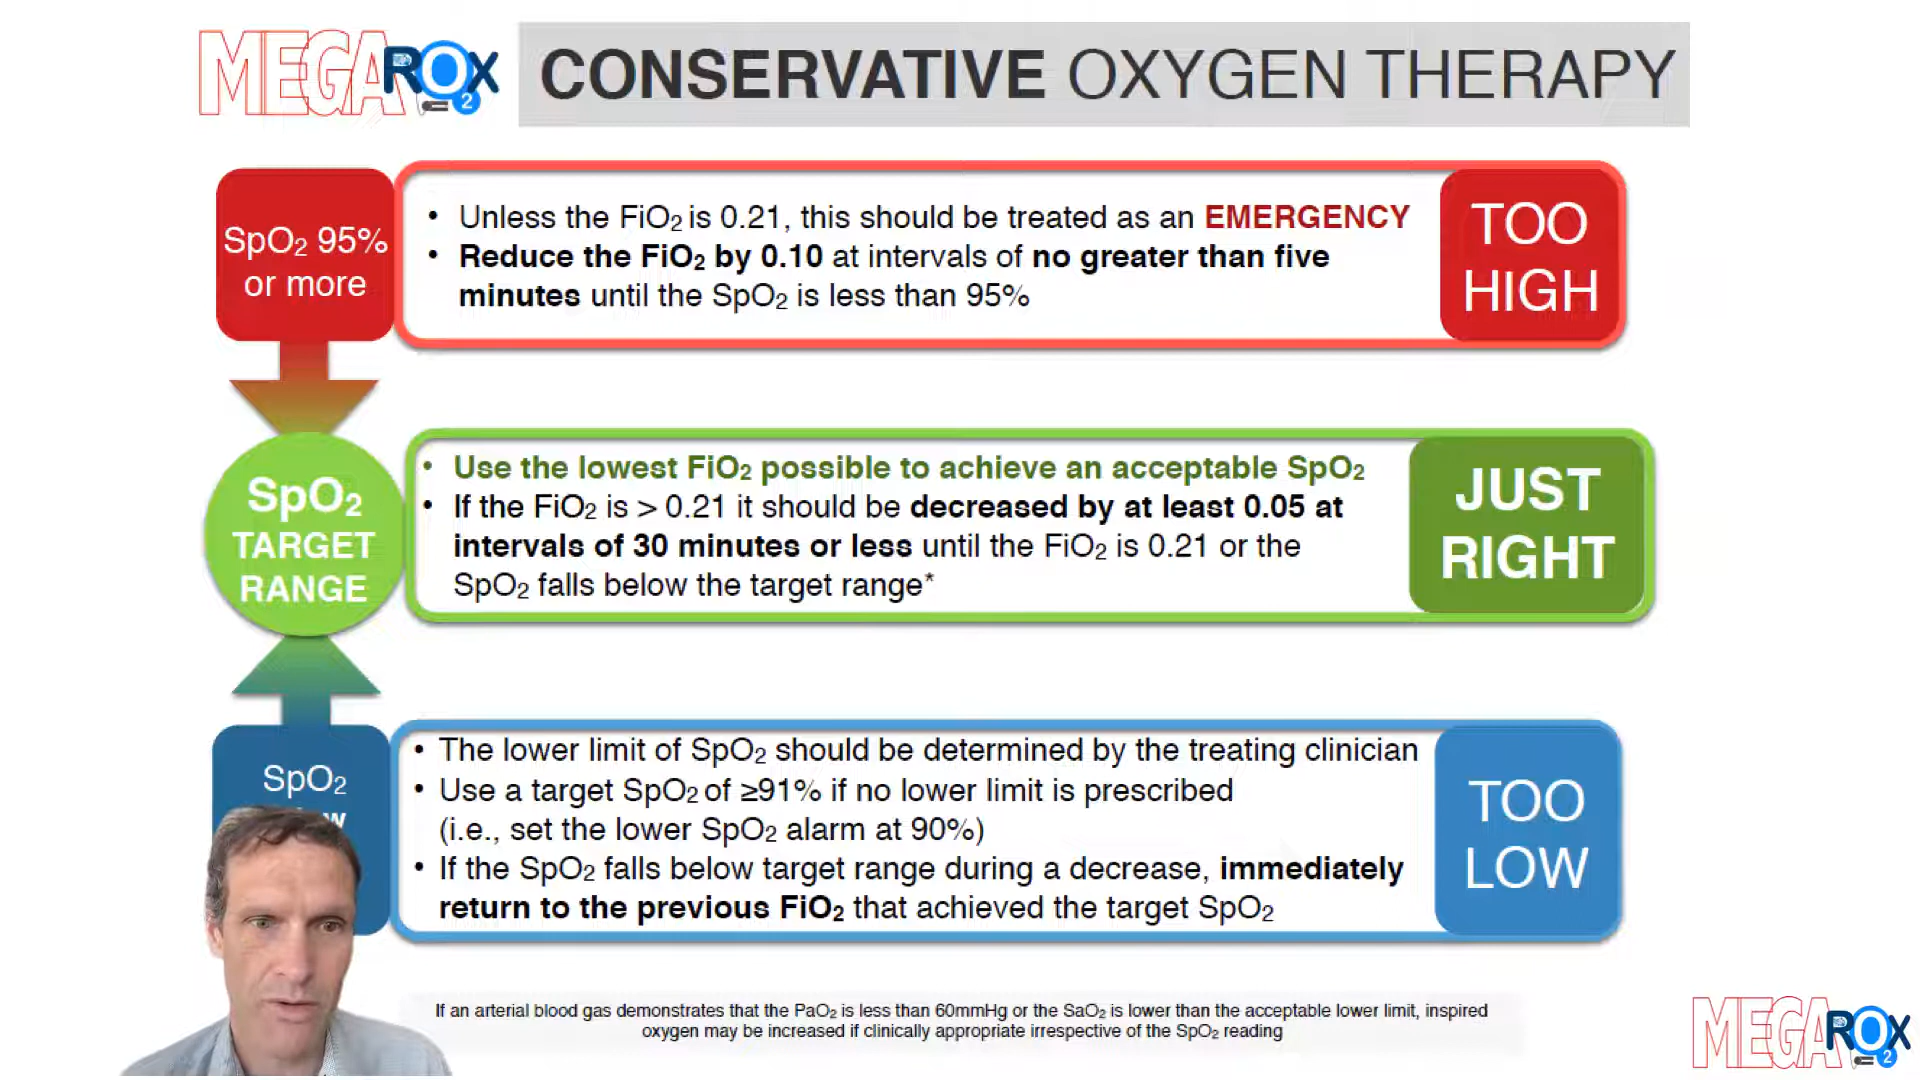 MEGAROX
2
CONSERVATIVE OXYGEN THERAPY
SpO₂ 95%
or more
• Unless the FiO₂ is 0.21, this should be treated as an EMERGENCY
• Reduce the FiO₂ by 0.10 at intervals of no greater than five
minutes until the SpO₂ is less than 95%
TOO
HIGH
SpO₂
TARGET
RANGE
• Use the lowest FiO₂ possible to achieve an acceptable SpO₂
• If the FiO₂ is > 0.21 it should be decreased by at least 0.05 at
intervals of 30 minutes or less until the FiO₂ is 0.21 or the
SpO₂ falls below the target range*
JUST
RIGHT
SpO₂
• The lower limit of SpO₂ should be determined by the treating clinician
• Use a target SpO₂ of ≥91% if no lower limit is prescribed
(i.e., set the lower SpO₂ alarm at 90%)
• If the SpO₂ falls below target range during a decrease, immediately
return to the previous FiO₂ that achieved the target SpO₂
TOO
LOW
If an arterial blood gas demonstrates that the PaO₂ is less than 60mmHg or the SaO₂ is lower than the acceptable lower limit, inspired
oxygen may be increased if clinically appropriate irrespective of the SpO₂ reading
MEGAROX
2